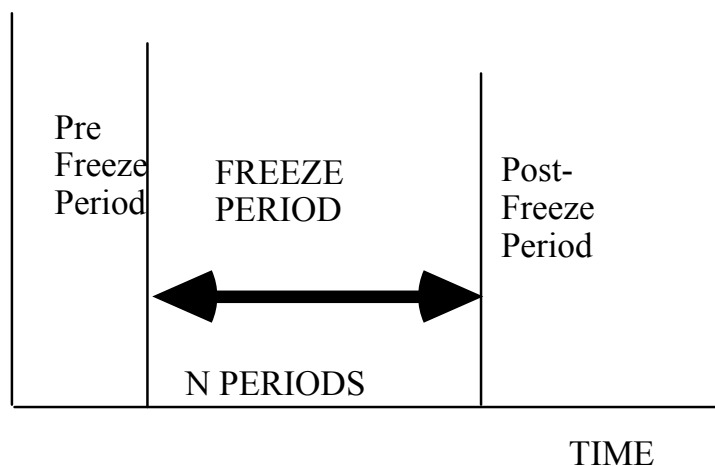 Pre
Freeze
Period
FREEZE
PERIOD
Post-
Freeze
Period
N PERIODS
TIME